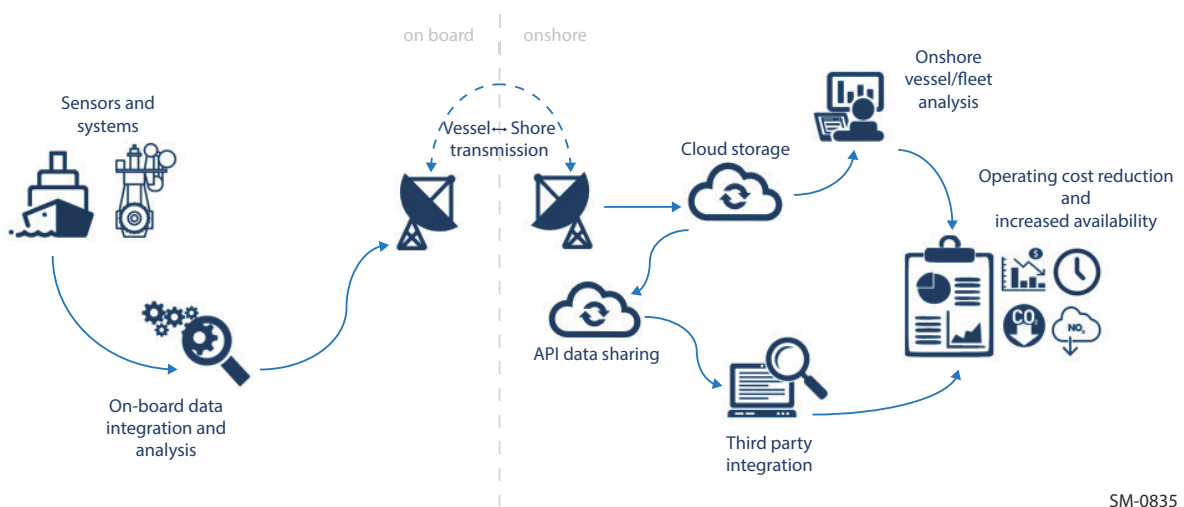 on board
onshore
Sensors and
systems
Vessel↔Shore
transmission
Cloud storage
Onshore
vessel/fleet
analysis
Operating cost reduction
and
increased availability
$
CO₂
NOₓ
API data sharing
On-board data
integration and
analysis
Third party
integration
SM-0835